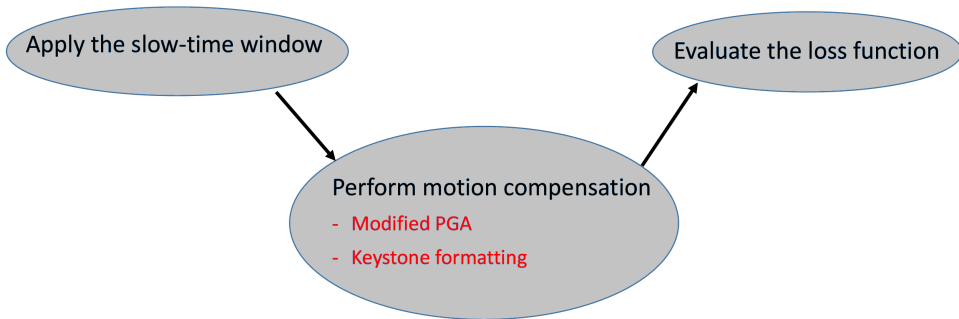 Apply the slow-time window
Evaluate the loss function
Perform motion compensation
- Modified PGA
- Keystone formatting